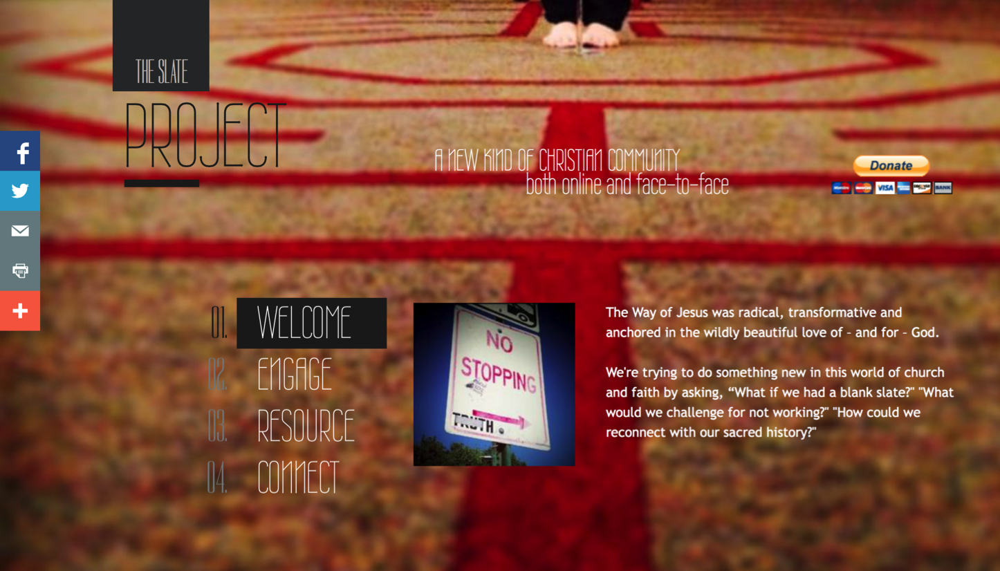 THE SLATE
PROJECT
A NEW KIND OF CHRISTIAN COMMUNITY
both online and face-to-face
Donate
VISA
BANK
01. WELCOME
02. ENGAGE
03. RESOURCE
04. CONNECT
NO
STOPPING
TRUTH.
The Way of Jesus was radical, transformative and
anchored in the wildly beautiful love of - and for - God.
We're trying to do something new in this world of church
and faith by asking, “What if we had a blank slate?" "What
would we challenge for not working?" "How could we
reconnect with our sacred history?"